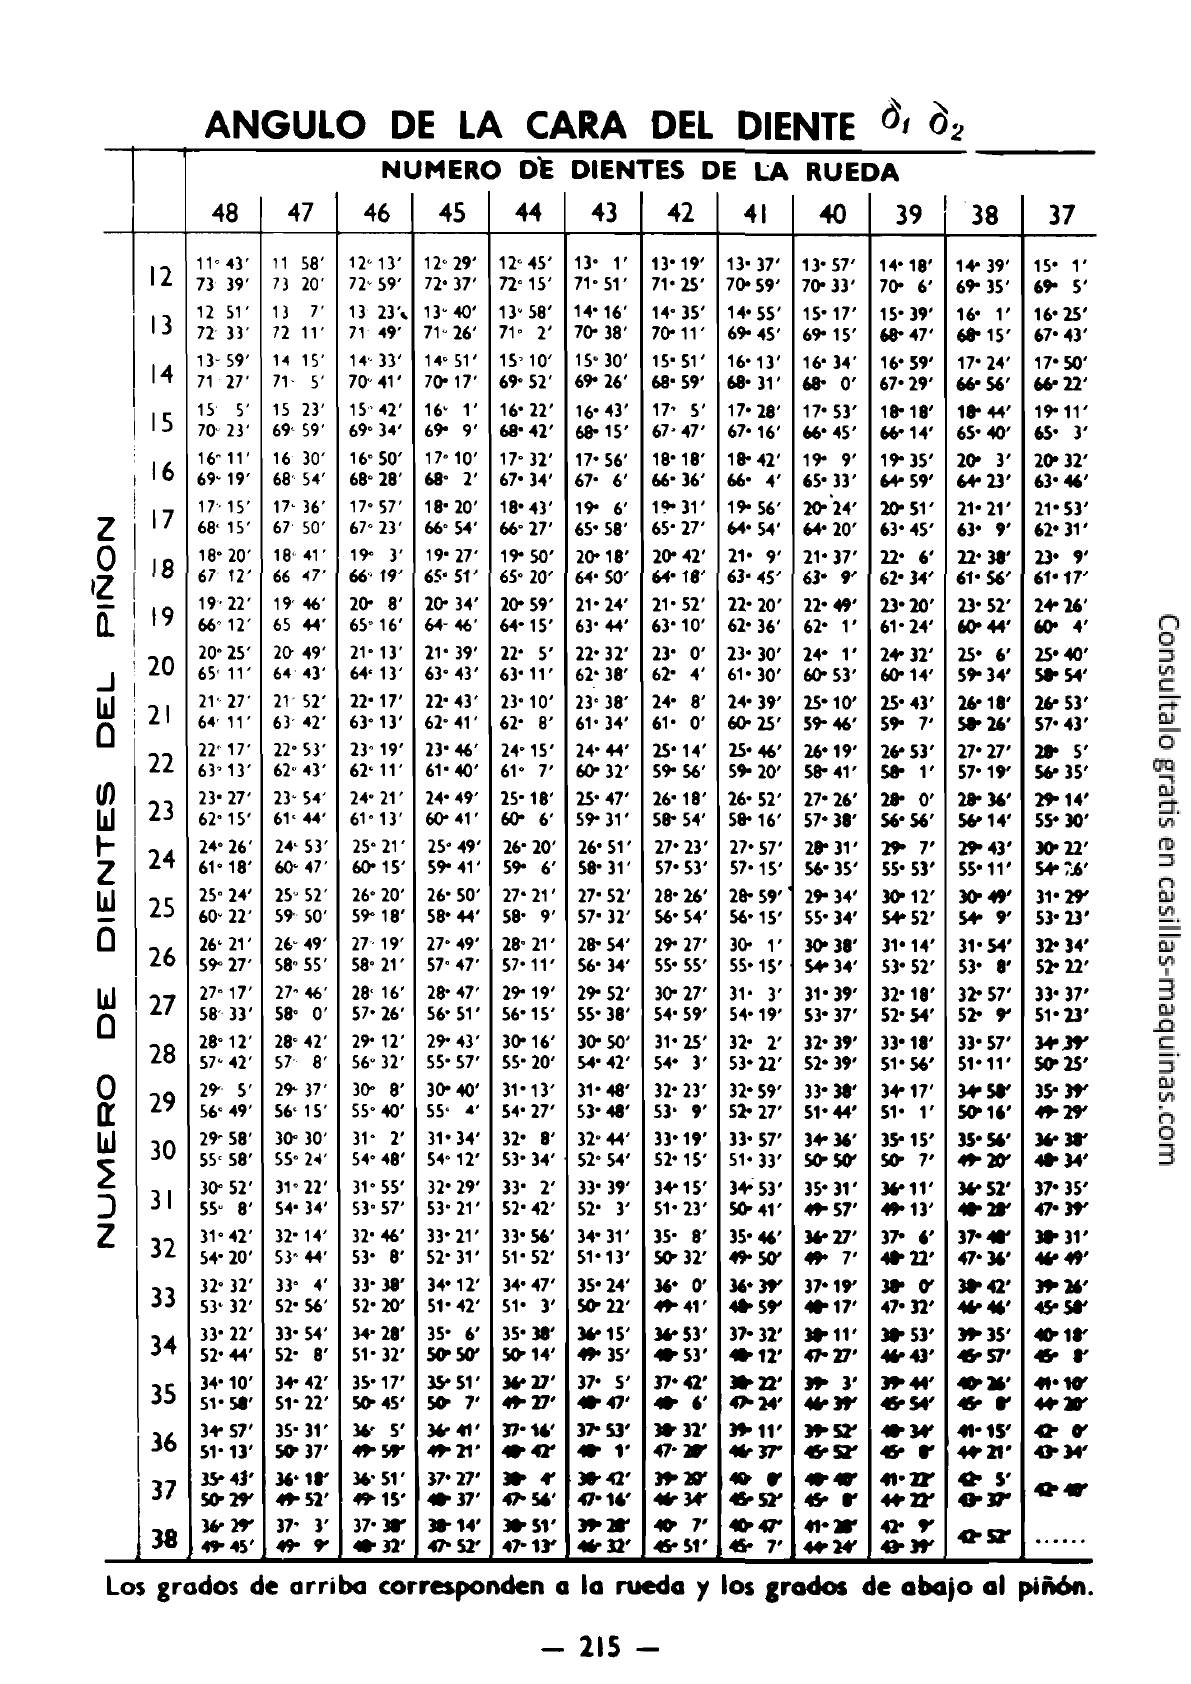 ANGULO DE LA CARA DEL DIENTE δ1 δ2
NUMERO DE DIENTES DE LA RUEDA
48 47 46 45 44 43 42 41 40 39 38 37
NUMERO DE DIENTES DEL PIÑON
12 11° 43′ 11 58′ 12° 13′ 12° 29′ 12° 45′ 13° 1′ 13° 19′ 13° 37′ 13° 57′ 14° 18′ 14° 39′ 15° 1′
73 39′ 73 20′ 72° 59′ 72° 37′ 72° 15′ 71° 51′ 71° 25′ 70° 59′ 70° 33′ 70° 6′ 69° 35′ 69° 5′
13 12 51′ 13 7′ 13 23′ 13° 40′ 13° 58′ 14° 16′ 14° 35′ 14° 55′ 15° 17′ 15° 39′ 16° 1′ 16° 25′
72 33′ 72 11′ 71 49′ 71° 26′ 71° 2′ 70° 38′ 70° 11′ 69° 45′ 69° 15′ 68° 47′ 68° 15′ 67° 43′
14 13° 59′ 14 15′ 14° 33′ 14° 51′ 15° 10′ 15° 30′ 15° 51′ 16° 13′ 16° 34′ 16° 59′ 17° 24′ 17° 50′
71 27′ 71° 5′ 70° 41′ 70° 17′ 69° 52′ 69° 26′ 68° 59′ 68° 31′ 68° 0′ 67° 29′ 66° 56′ 66° 22′
15 15 5′ 15 23′ 15° 42′ 16° 1′ 16° 22′ 16° 43′ 17° 5′ 17° 28′ 17° 53′ 18° 18′ 18° 44′ 19° 11′
70° 23′ 69° 59′ 69° 34′ 69° 9′ 68° 42′ 68° 15′ 67° 47′ 67° 16′ 66° 45′ 66° 14′ 65° 40′ 65° 3′
16 16° 11′ 16 30′ 16° 50′ 17° 10′ 17° 32′ 17° 56′ 18° 18′ 18° 42′ 19° 9′ 19° 35′ 20° 3′ 20° 32′
69° 19′ 68° 54′ 68° 28′ 68° 2′ 67° 34′ 67° 6′ 66° 36′ 66° 4′ 65° 33′ 64° 59′ 64° 23′ 63° 46′
17 17° 15′ 17° 36′ 17° 57′ 18° 20′ 18° 43′ 19° 6′ 19° 31′ 19° 56′ 20° 24′ 20° 51′ 21° 21′ 21° 53′
68° 15′ 67 50′ 67° 23′ 66° 54′ 66° 27′ 65° 58′ 65° 27′ 64° 54′ 64° 20′ 63° 45′ 63° 9′ 62° 31′
18 18° 20′ 18° 41′ 19° 3′ 19° 27′ 19° 50′ 20° 18′ 20° 42′ 21° 9′ 21° 37′ 22° 6′ 22° 38′ 23° 9′
67 12′ 66 47′ 66° 19′ 65° 51′ 65° 20′ 64° 50′ 64° 18′ 63° 45′ 63° 9′ 62° 34′ 61° 56′ 61° 17′
19 19° 22′ 19° 46′ 20° 8′ 20° 34′ 20° 59′ 21° 24′ 21° 52′ 22° 20′ 22° 49′ 23° 20′ 23° 52′ 24° 26′
66° 12′ 65 44′ 65° 16′ 64° 46′ 64° 15′ 63° 44′ 63° 10′ 62° 36′ 62° 1′ 61° 24′ 60° 44′ 60° 4′
20 20° 25′ 20° 49′ 21° 13′ 21° 39′ 22° 5′ 22° 32′ 23° 0′ 23° 30′ 24° 1′ 24° 32′ 25° 6′ 25° 40′
65° 11′ 64 43′ 64° 13′ 63° 43′ 63° 11′ 62° 38′ 62° 4′ 61° 30′ 60° 53′ 60° 14′ 59° 34′ 58° 54′
21 21° 27′ 21° 52′ 22° 17′ 22° 43′ 23° 10′ 23° 38′ 24° 8′ 24° 39′ 25° 10′ 25° 43′ 26° 18′ 26° 53′
64° 11′ 63° 42′ 63° 13′ 62° 41′ 62° 8′ 61° 34′ 61° 0′ 60° 25′ 59° 46′ 59° 7′ 58° 26′ 57° 43′
22 22° 17′ 22° 53′ 23° 19′ 23° 46′ 24° 15′ 24° 44′ 25° 14′ 25° 46′ 26° 19′ 26° 53′ 27° 27′ 28° 5′
63° 13′ 62° 43′ 62° 11′ 61° 40′ 61° 7′ 60° 32′ 59° 56′ 59° 20′ 58° 41′ 58° 1′ 57° 19′ 56° 35′
23 23° 27′ 23° 54′ 24° 21′ 24° 49′ 25° 18′ 25° 47′ 26° 18′ 26° 52′ 27° 26′ 28° 0′ 28° 36′ 29° 14′
62° 15′ 61° 44′ 61° 13′ 60° 41′ 60° 6′ 59° 31′ 58° 54′ 58° 16′ 57° 38′ 56° 56′ 56° 14′ 55° 30′
24 24° 26′ 24° 53′ 25° 21′ 25° 49′ 26° 20′ 26° 51′ 27° 23′ 27° 57′ 28° 31′ 29° 7′ 29° 43′ 30° 22′
61° 18′ 60° 47′ 60° 15′ 59° 41′ 59° 6′ 58° 31′ 57° 53′ 57° 15′ 56° 35′ 55° 53′ 55° 11′ 54°
25 25° 24′ 25° 52′ 26° 20′ 26° 50′ 27° 21′ 27° 52′ 28° 26′ 28° 59′ 29° 34′ 30° 12′ 30° 49′ 31° 29′
60° 22′ 59 50′ 59° 18′ 58° 44′ 58° 9′ 57° 32′ 56° 54′ 56° 15′ 55° 34′ 54° 52′ 54° 9′ 53° 23′
26 26° 21′ 26° 49′ 27° 19′ 27° 49′ 28° 21′ 28° 54′ 29° 27′ 30° 1′ 30° 38′ 31° 14′ 31° 54′ 32° 34′
59° 27′ 58° 55′ 58° 21′ 57° 47′ 57° 11′ 56° 34′ 55° 55′ 55° 15′ 54° 34′ 53° 52′ 53° 8′ 52° 22′
27 27° 17′ 27° 46′ 28° 16′ 28° 47′ 29° 19′ 29° 52′ 30° 27′ 31° 3′ 31° 39′ 32° 18′ 32° 57′ 33° 37′
58° 33′ 58° 0′ 57° 26′ 56° 51′ 56° 15′ 55° 38′ 54° 59′ 54° 19′ 53° 37′ 52° 54′ 52° 9′ 51° 23′
28 28° 12′ 28° 42′ 29° 12′ 29° 43′ 30° 16′ 30° 50′ 31° 25′ 32° 2′ 32° 39′ 33° 18′ 33° 57′ 34° 39′
57° 42′ 57° 8′ 56° 32′ 55° 57′ 55° 20′ 54° 42′ 54° 3′ 53° 22′ 52° 39′ 51° 56′ 51° 11′ 50° 25′
29 29° 5′ 29° 37′ 30° 8′ 30° 40′ 31° 13′ 31° 48′ 32° 23′ 32° 59′ 33° 38′ 34° 17′ 34° 58′ 35° 39′
56° 49′ 56° 15′ 55° 40′ 55° 4′ 54° 27′ 53° 48′ 53° 9′ 52° 27′ 51° 44′ 51° 1′ 50° 16′ 49° 29′
30 29° 58′ 30° 30′ 31° 2′ 31° 34′ 32° 8′ 32° 44′ 33° 19′ 33° 57′ 34° 36′ 35° 15′ 35° 56′ 36° 38′
55° 58′ 55° 24′ 54° 48′ 54° 12′ 53° 34′ 52° 54′ 52° 15′ 51° 33′ 50° 50′ 50° 7′ 49° 20′ 48° 34′
31 30° 52′ 31° 22′ 31° 55′ 32° 29′ 33° 2′ 33° 39′ 34° 15′ 34° 53′ 35° 31′ 36° 11′ 36° 52′ 37° 35′
55° 8′ 54° 34′ 53° 57′ 53° 21′ 52° 42′ 52° 3′ 51° 23′ 50° 41′ 49° 57′ 49° 13′ 48° 28′ 47° 39′
32 31° 42′ 32° 14′ 32° 46′ 33° 21′ 33° 56′ 34° 31′ 35° 8′ 35° 46′ 36° 27′ 37° 6′ 37° 48′ 38° 31′
54° 20′ 53° 44′ 53° 8′ 52° 31′ 51° 52′ 51° 13′ 50° 32′ 49° 50′ 49° 7′ 48° 22′ 47° 36′ 46° 49′
33 32° 32′ 33° 4′ 33° 38′ 34° 12′ 34° 47′ 35° 24′ 36° 0′ 36° 39′ 37° 19′ 38° 0′ 38° 42′ 39° 26′
53° 32′ 52° 56′ 52° 20′ 51° 42′ 51° 3′ 50° 22′ 49° 41′ 48° 59′ 48° 17′ 47° 32′ 46° 46′ 45° 58′
34 33° 22′ 33° 54′ 34° 28′ 35° 6′ 35° 38′ 36° 15′ 36° 53′ 37° 32′ 38° 11′ 38° 53′ 39° 35′ 40° 18′
52° 44′ 52° 8′ 51° 32′ 50° 50′ 50° 14′ 49° 35′ 48° 53′ 48° 12′ 47° 27′ 46° 43′ 45° 57′ 45° 8′
35 34° 10′ 34° 42′ 35° 17′ 35° 51′ 36° 27′ 37° 5′ 37° 42′ 38° 22′ 39° 3′ 39° 44′ 40° 26′ 41° 10′
51° 58′ 51° 22′ 50° 45′ 50° 7′ 49° 27′ 48° 47′ 48° 6′ 47° 24′ 46° 39′ 45° 54′ 45° 8′ 44° 20′
36 34° 57′ 35° 31′ 36° 5′ 36° 41′ 37° 16′ 37° 53′ 38° 32′ 39° 11′ 39° 52′ 40° 34′ 41° 15′ 42° 0′
51° 13′ 50° 37′ 49° 59′ 49° 21′ 48° 42′ 48° 1′ 47° 28′ 46° 37′ 45° 52′ 45° 8′ 44° 21′ 43° 34′
37 35° 43′ 36° 18′ 36° 51′ 37° 27′ 38° 4′ 38° 42′ 39° 20′ 40° 8′ 40° 40′ 41° 22′ 42° 5′ 42° 48′
50° 29′ 49° 52′ 49° 15′ 48° 37′ 47° 56′ 47° 16′ 46° 34′ 45° 52′ 45° 8′ 44° 22′ 43° 37′
38 36° 29′ 37° 3′ 37° 38′ 38° 14′ 38° 51′ 39° 28′ 40° 7′ 40° 47′ 41° 28′ 42° 9′ 42° 52′ ......
49° 45′ 49° 9′ 48° 32′ 47° 52′ 47° 13′ 46° 32′ 45° 51′ 45° 7′ 44° 24′ 43° 39′
Los grados de arriba corresponden a la rueda y los grados de abajo al piñón.
— 215 —
Consultalo gratis en casillas-maquinas.com